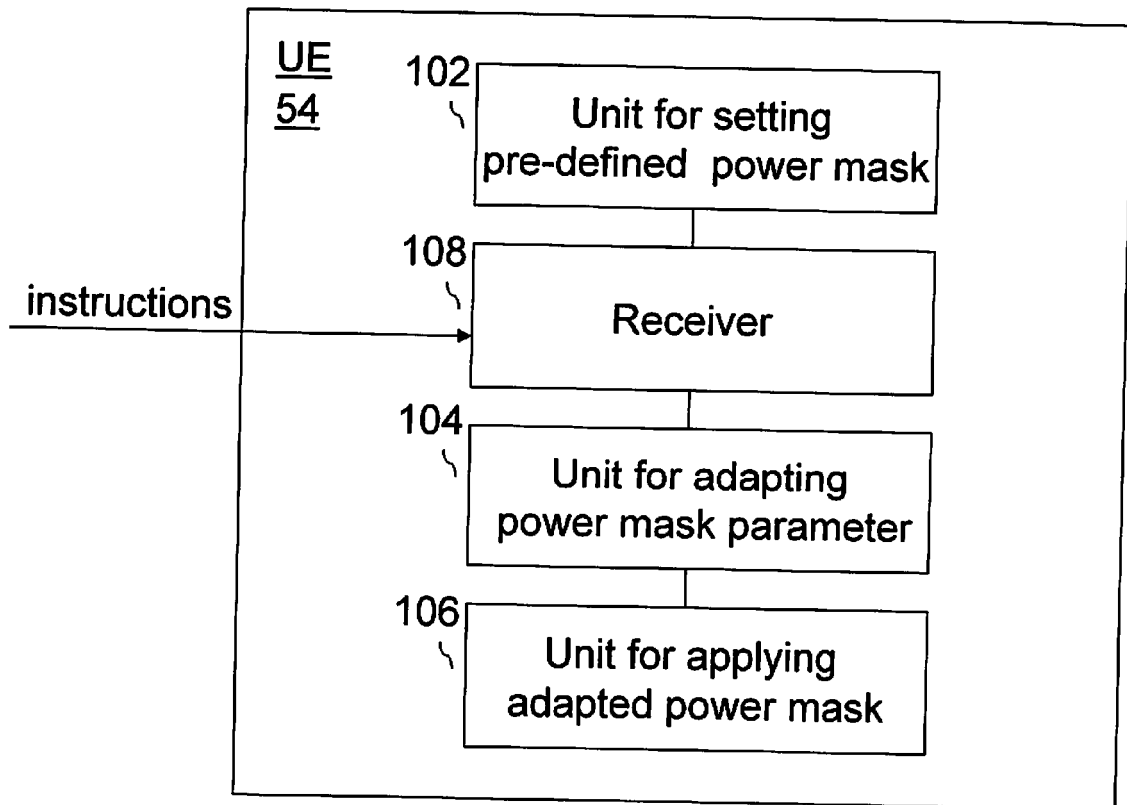 UE
54
102
Unit for setting
pre-defined power mask
108
instructions
Receiver
104
Unit for adapting
power mask parameter
106
Unit for applying
adapted power mask